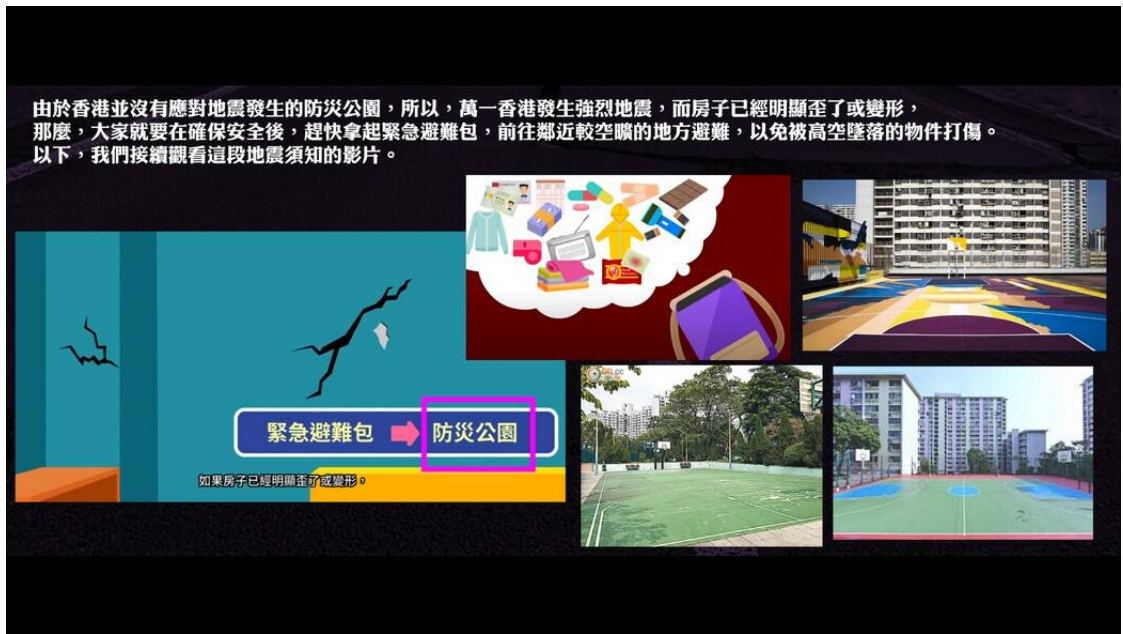 由於香港並沒有應對地震發生的防災公園，所以，萬一香港發生強烈地震，而房子已經明顯歪了或變形，
那麼，大家就要在確保安全後，趕快拿起緊急避難包，前往鄰近較空曠的地方避難，以免被高空墜落的物件打傷。
以下，我們接續觀看這段地震須知的影片。
緊急避難包 ➡ 防災公園
如果房子已經明顯歪了或變形，